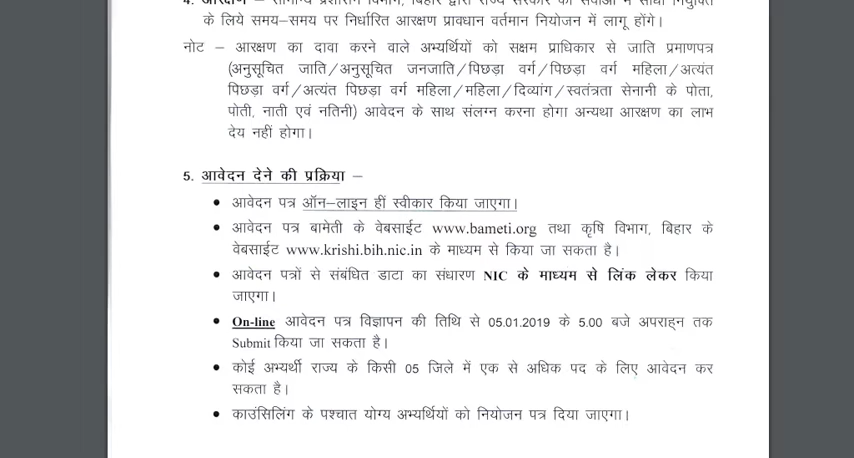 4. आरक्षण – सामान्य प्रशासन विभाग, बिहार द्वारा राज्य सरकार की सेवाओं में सीधी नियुक्ति
के लिये समय–समय पर निर्धारित आरक्षण प्रावधान वर्तमान नियोजन में लागू होंगे।
नोट – आरक्षण का दावा करने वाले अभ्यर्थियों को सक्षम प्राधिकार से जाति प्रमाणपत्र
(अनुसूचित जाति/अनुसूचित जनजाति/पिछड़ा वर्ग/पिछड़ा वर्ग महिला/अत्यंत
पिछड़ा वर्ग/अत्यंत पिछड़ा वर्ग महिला/महिला/दिव्यांग/स्वतंत्रता सेनानी के पोता,
पोती, नाती एवं नतिनी) आवेदन के साथ संलग्न करना होगा अन्यथा आरक्षण का लाभ
देय नहीं होगा।
5. आवेदन देने की प्रक्रिया –
• आवेदन पत्र ऑन–लाइन हीं स्वीकार किया जाएगा।
• आवेदन पत्र बामेती के वेबसाईट www.bameti.org तथा कृषि विभाग, बिहार के
वेबसाईट www.krishi.bih.nic.in के माध्यम से किया जा सकता है।
• आवेदन पत्रों से संबंधित डाटा का संधारण NIC के माध्यम से लिंक लेकर किया
जाएगा।
• On-line आवेदन पत्र विज्ञापन की तिथि से 05.01.2019 के 5.00 बजे अपराह्न तक
Submit किया जा सकता है।
• कोई अभ्यर्थी राज्य के किसी 05 जिले में एक से अधिक पद के लिए आवेदन कर
सकता है।
• काउंसिलिंग के पश्चात योग्य अभ्यर्थियों को नियोजन पत्र दिया जाएगा।